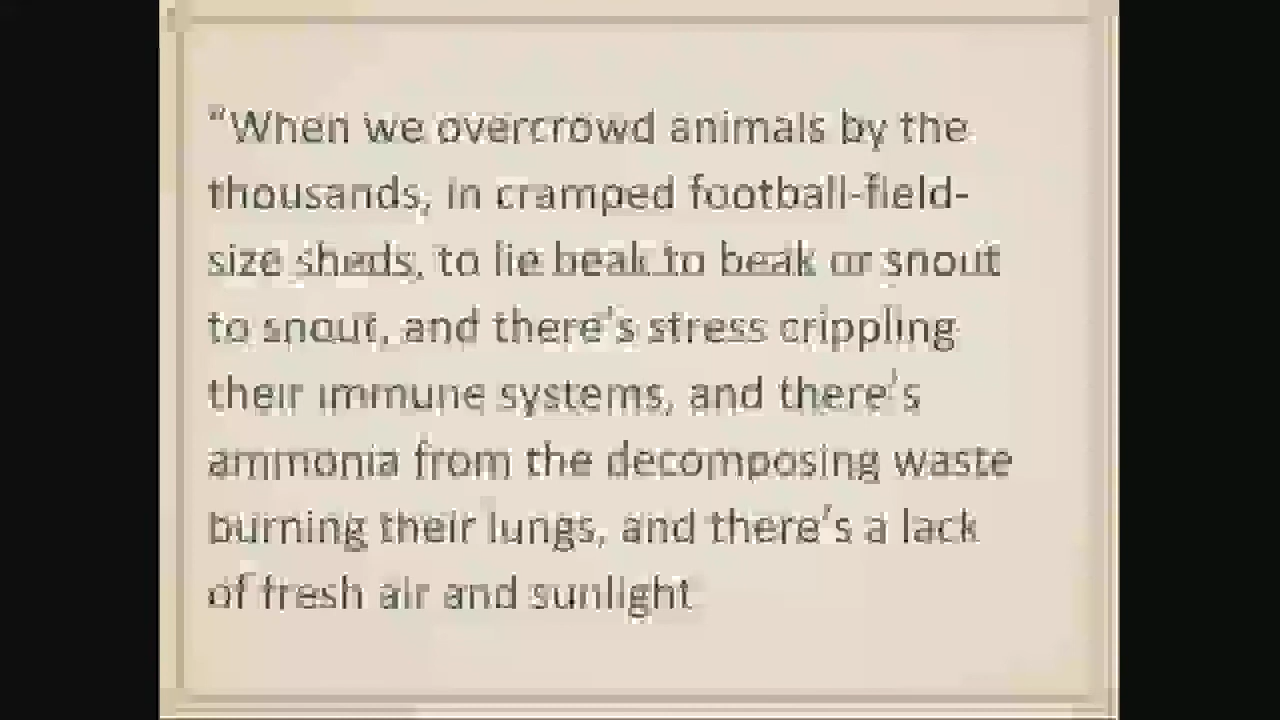 “When we overcrowd animals by the
thousands, in cramped football-field-
size sheds, to lie beak to beak or snout
to snout, and there's stress crippling
their immune systems, and there's
ammonia from the decomposing waste
burning their lungs, and there's a lack
of fresh air and sunlight